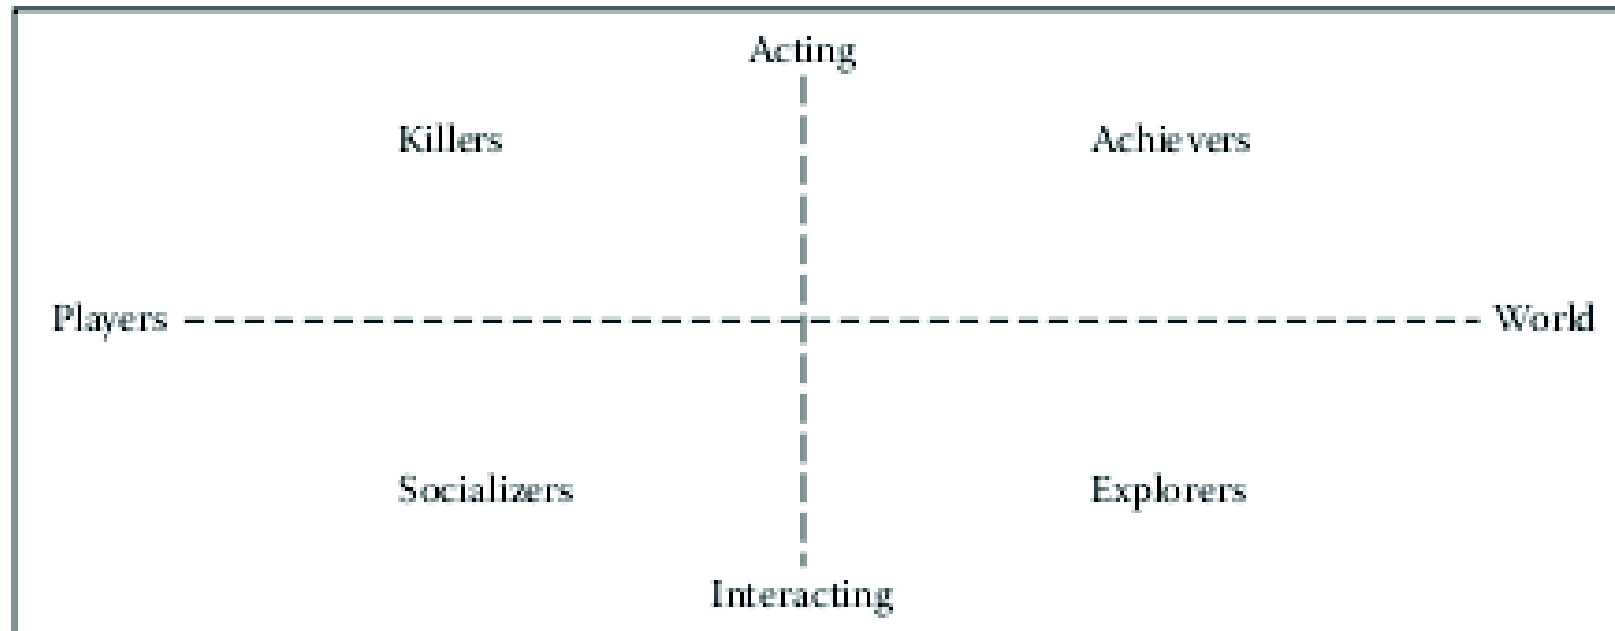 Acting
Killers Achievers
Players World
Socializers Explorers
Interacting